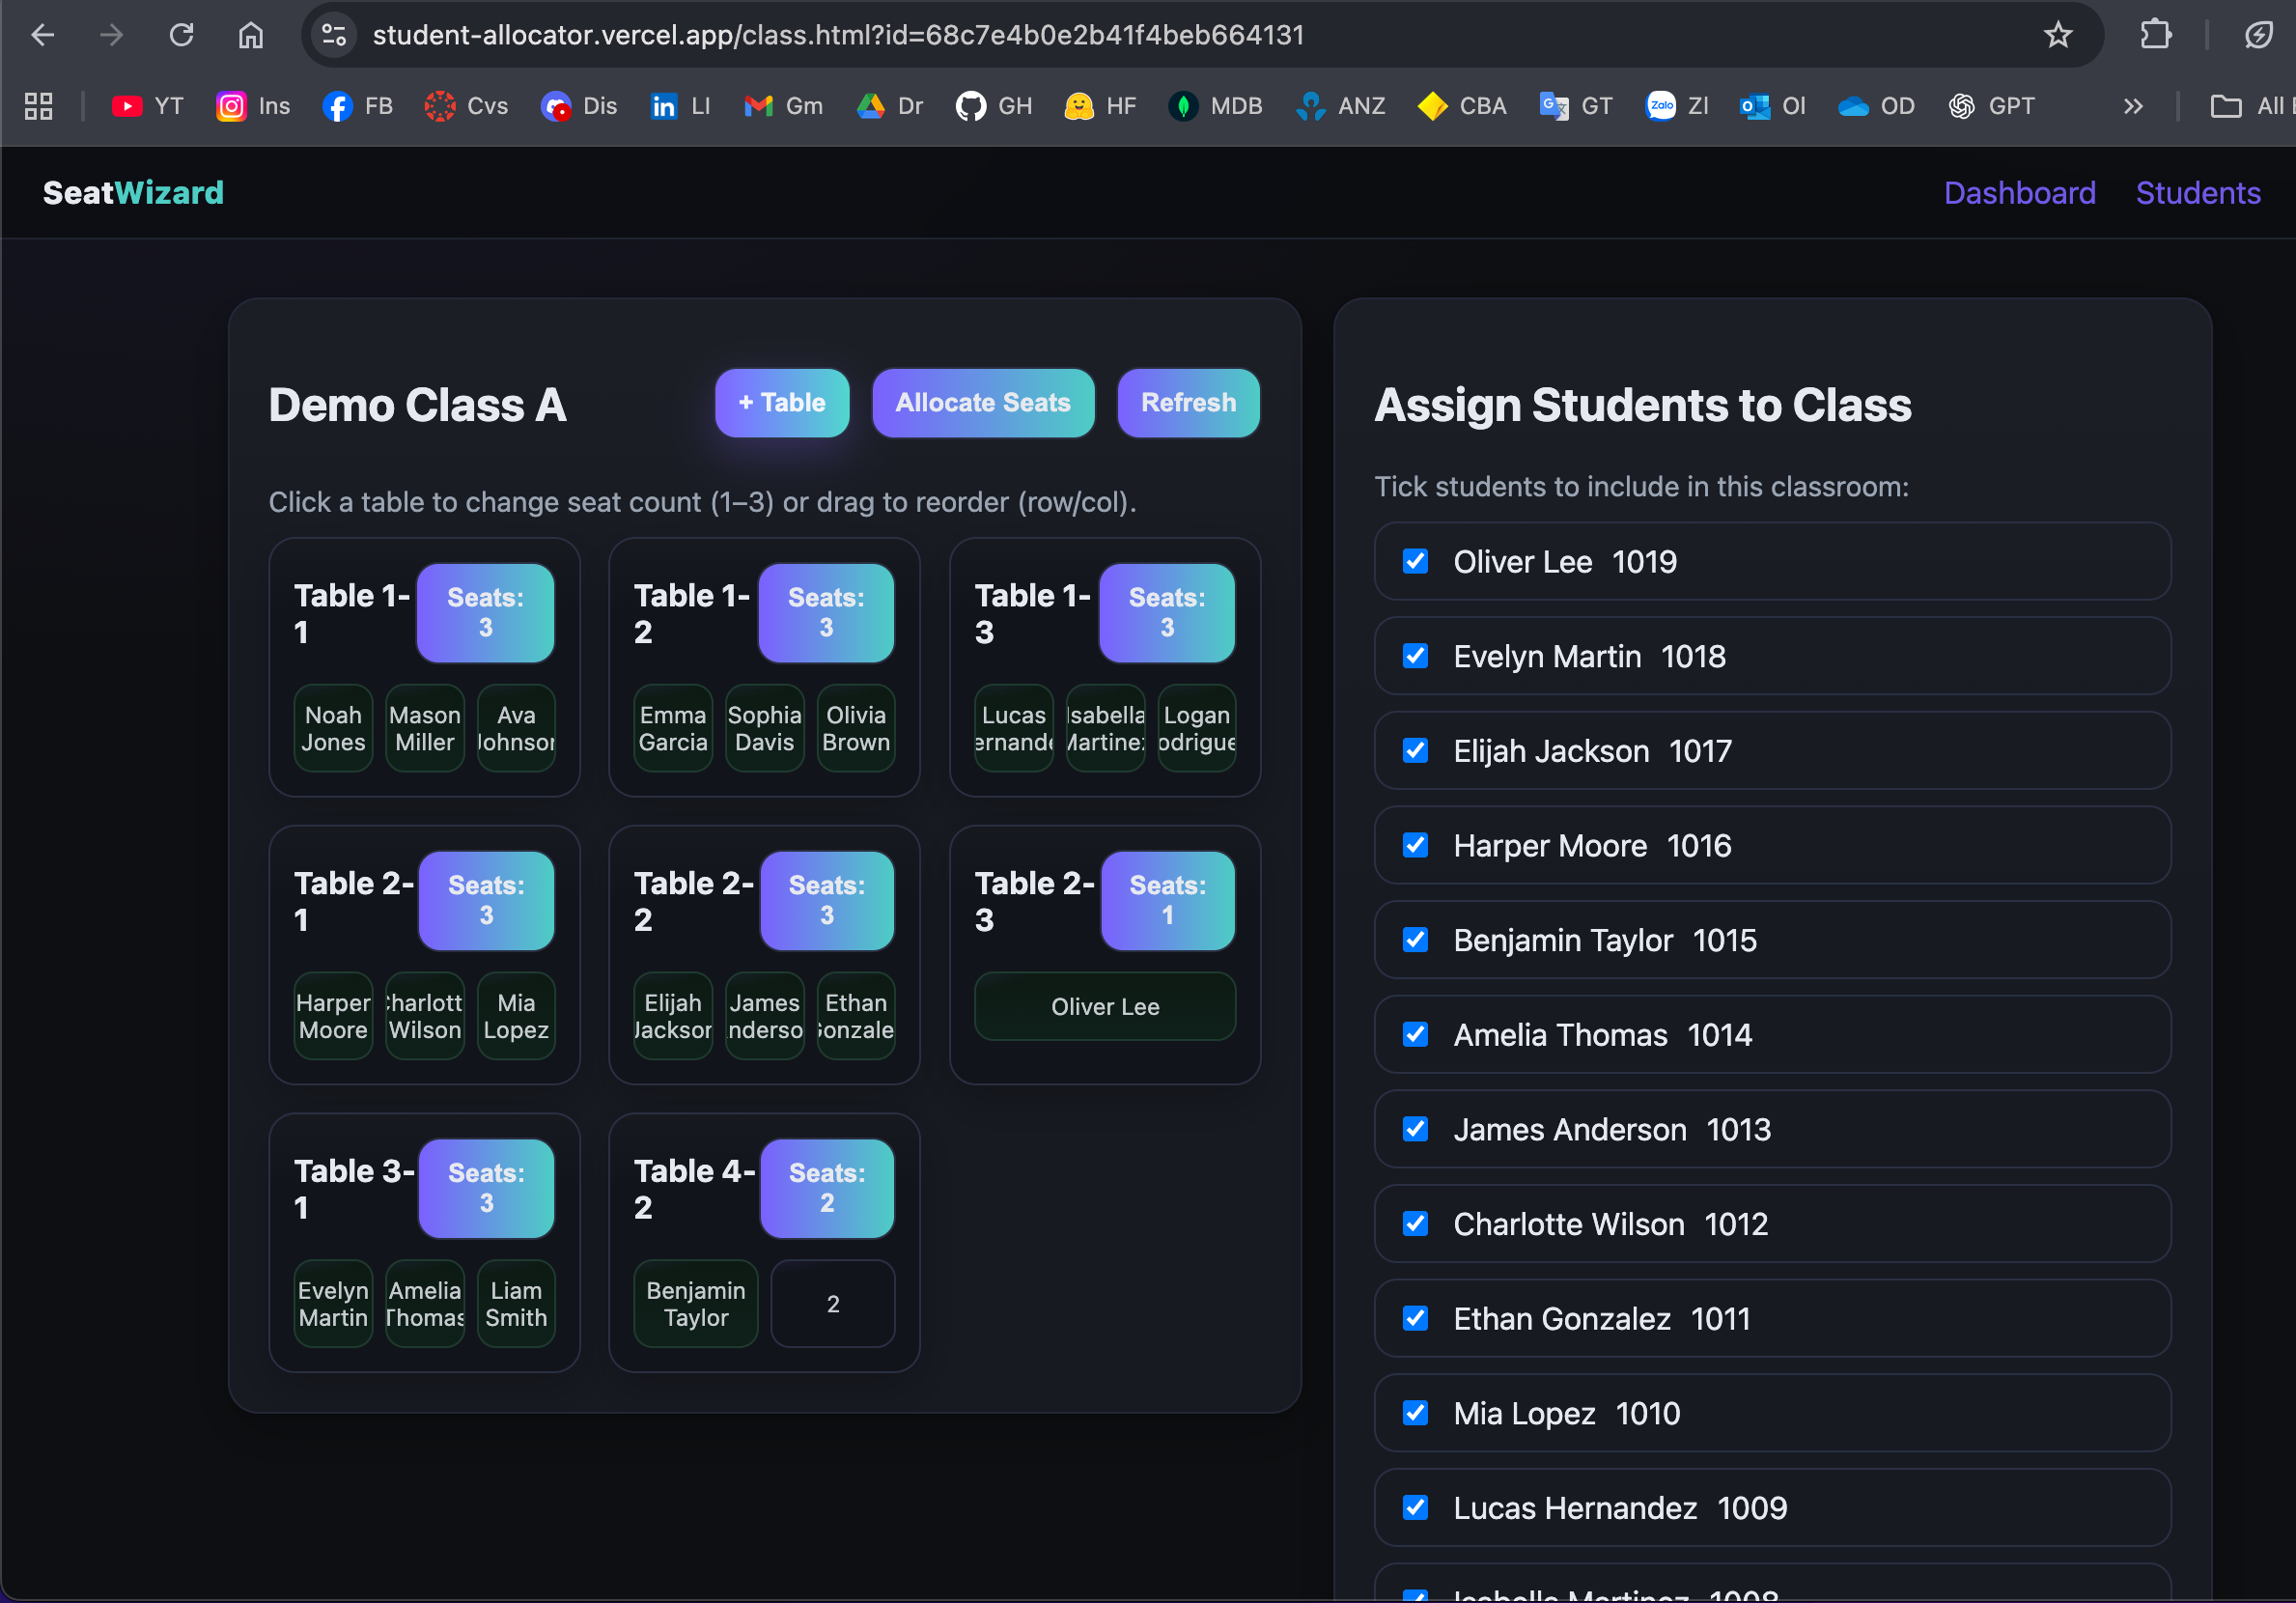 student-allocator.vercel.app/class.html?id=68c7e4b0e2b41f4beb664131
YT Ins FB Cvs Dis LI Gm Dr GH HF MDB ANZ CBA GT Zalo Zl Ol OD GPT All
SeatWizard Dashboard Students
Demo Class A
+ Table Allocate Seats Refresh
Click a table to change seat count (1–3) or drag to reorder (row/col).
Table 1-
1
Seats:
3
Noah
Jones
Mason
Miller
Ava
Johnson
Table 1-
2
Seats:
3
Emma
Garcia
Sophia
Davis
Olivia
Brown
Table 1-
3
Seats:
3
Lucas
ernande
Isabella
Martinez
Logan
odrigue
Table 2-
1
Seats:
3
Harper
Moore
Charlott
Wilson
Mia
Lopez
Table 2-
2
Seats:
3
Elijah
Jackson
James
nderso
Ethan
Gonzale
Table 2-
3
Seats:
1
Oliver Lee
Table 3-
1
Seats:
3
Evelyn
Martin
Amelia
Thomas
Liam
Smith
Table 4-
2
Seats:
2
Benjamin
Taylor
2
Assign Students to Class
Tick students to include in this classroom:
Oliver Lee 1019
Evelyn Martin 1018
Elijah Jackson 1017
Harper Moore 1016
Benjamin Taylor 1015
Amelia Thomas 1014
James Anderson 1013
Charlotte Wilson 1012
Ethan Gonzalez 1011
Mia Lopez 1010
Lucas Hernandez 1009
Isabella Martinez 1008